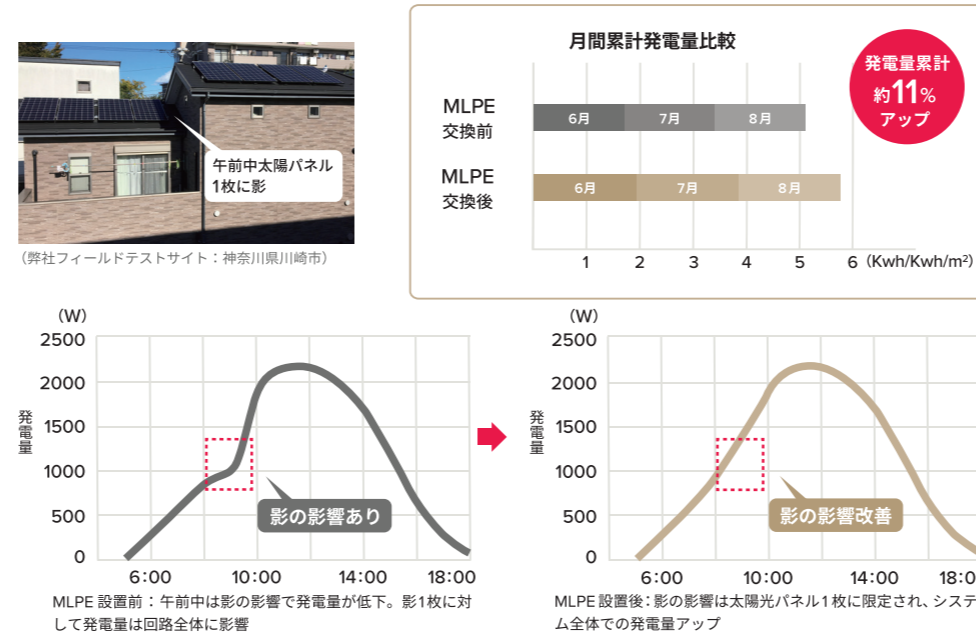 午前中太陽パネル
1枚に影
（弊社フィールドテストサイト：神奈川県川崎市）
月間累計発電量比較
発電量累計
約11%
アップ
MLPE
交換前
6月 7月 8月
MLPE
交換後
6月 7月 8月
1 2 3 4 5 6 (Kwh/Kwh/m²)
（W）
2500
2000
1500
1000
500
0
発電量
影の影響あり
6:00 10:00 14:00 18:00
MLPE 設置前：午前中は影の影響で発電量が低下。影1枚に対
して発電量は回路全体に影響
（W）
2500
2000
1500
1000
500
0
発電量
影の影響改善
6:00 10:00 14:00 18:0
MLPE 設置後：影の影響は太陽光パネル1枚に限定され、システ
ム全体での発電量アップ